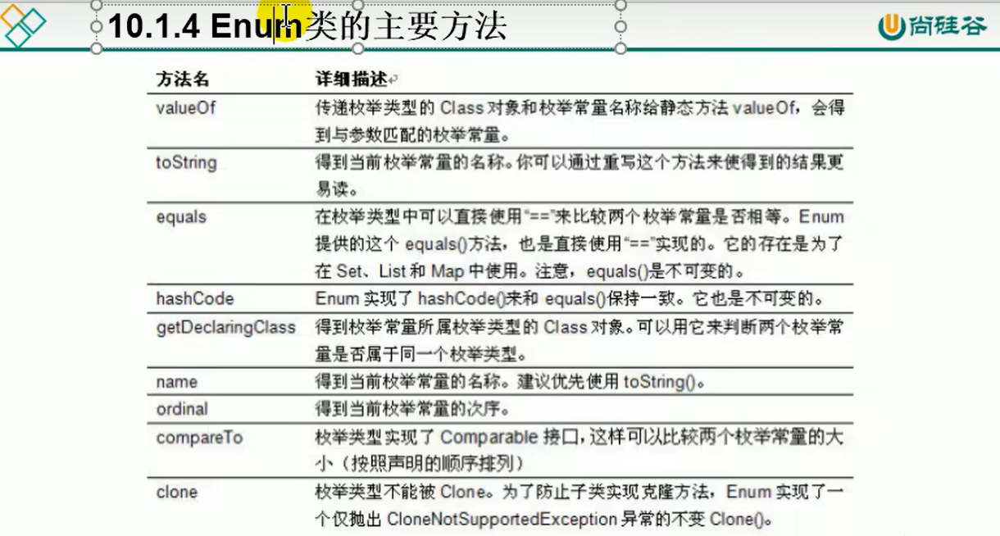 10.1.4 Enum类的主要方法
尚硅谷
方法名 详细描述
valueOf 传递枚举类型的 Class 对象和枚举常量名称给静态方法 valueOf，会得
到与参数匹配的枚举常量。
toString 得到当前枚举常量的名称。你可以通过重写这个方法来使得到的结果更
易读。
equals 在枚举类型中可以直接使用“==”来比较两个枚举常量是否相等。Enum
提供的这个 equals()方法，也是直接使用“==”实现的。它的存在是为了
在 Set、List 和 Map 中使用。注意，equals()是不可变的。
hashCode Enum 实现了 hashCode()来和 equals()保持一致。它也是不可变的。
getDeclaringClass 得到枚举常量所属枚举类型的 Class 对象。可以用它来判断两个枚举常
量是否属于同一个枚举类型。
name 得到当前枚举常量的名称。建议优先使用 toString()。
ordinal 得到当前枚举常量的次序。
compareTo 枚举类型实现了 Comparable 接口，这样可以比较两个枚举常量的大
小（按照声明的顺序排列）
clone 枚举类型不能被 Clone。为了防止子类实现克隆方法，Enum 实现了一
个仅抛出 CloneNotSupportedException 异常的不变 Clone()。